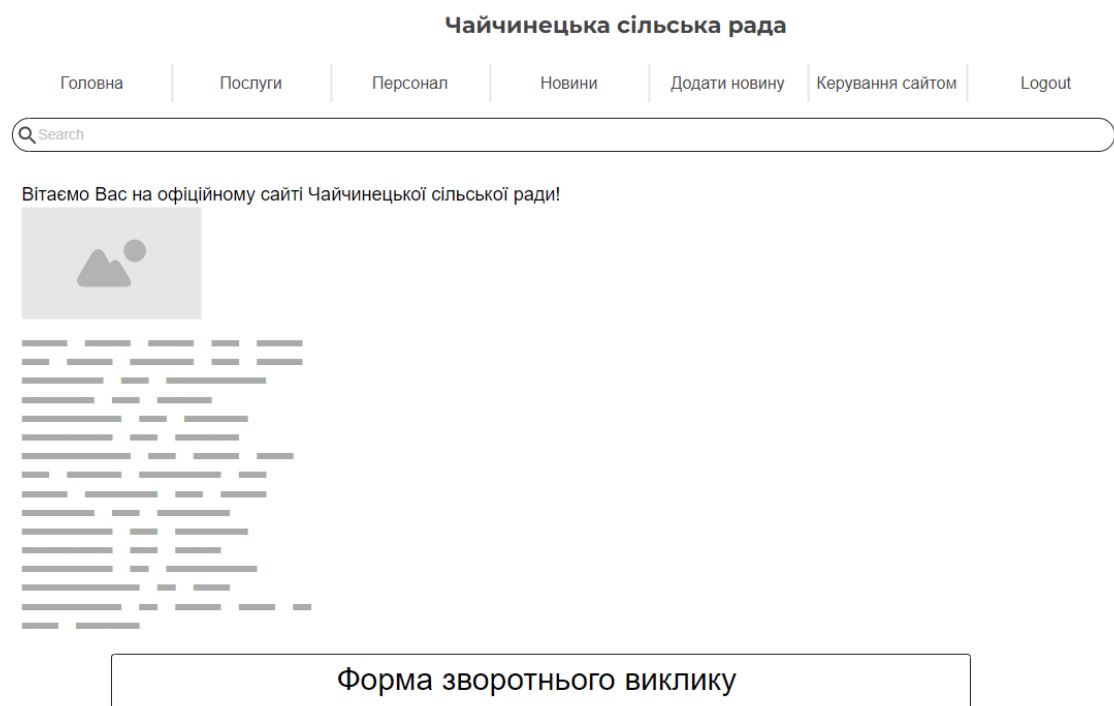 Чайчинецька сільська рада
Головна Послуги Персонал Новини Додати новину Керування сайтом Logout
Search
Вітаємо Вас на офіційному сайті Чайчинецької сільської ради!
Форма зворотнього виклику